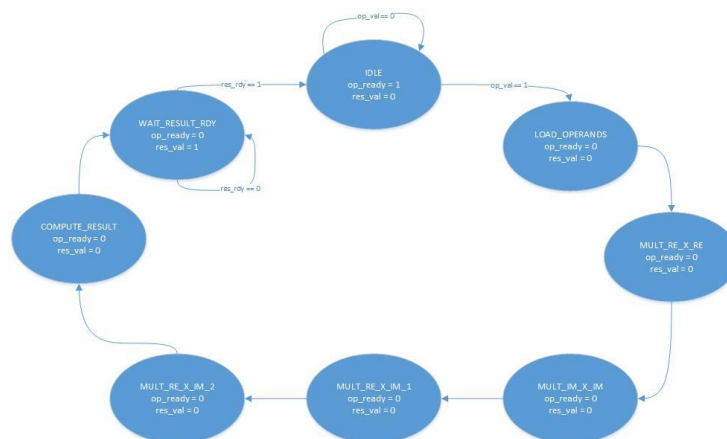 op_val== 0
IDLE
op_ready = 1
res_val = 0
res_rdy == 1
op_val== 1
WAIT_RESULT_RDY
op_ready = 0
res_val = 1
res_rdy == 0
LOAD_OPERANDS
op_ready = 0
res_val = 0
COMPUTE_RESULT
op_ready = 0
res_val = 0
MULT_RE_X_RE
op_ready = 0
res_val = 0
MULT_RE_X_IM_2
op_ready = 0
res_val = 0
MULT_RE_X_IM_1
op_ready = 0
res_val = 0
MULT_IM_X_IM
op_ready = 0
res_val = 0